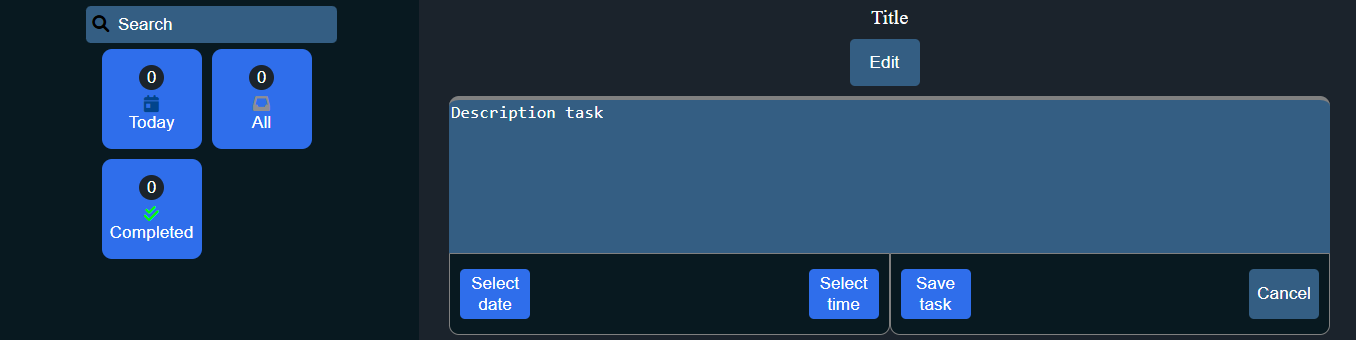 Search
0
Today
0
All
0
Completed
Title
Edit
Description task
Select
date
Select
time
Save
task
Cancel